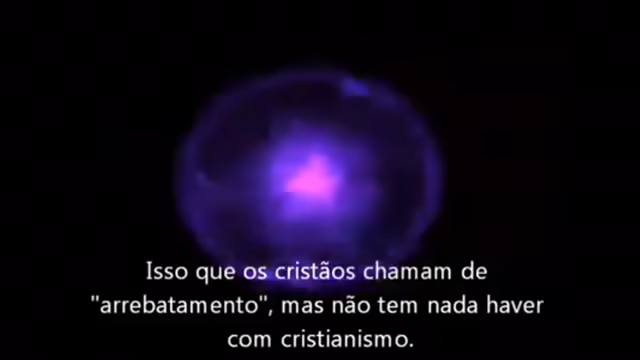 Isso que os cristãos chamam de
"arrebatamento", mas não tem nada haver
com cristianismo.